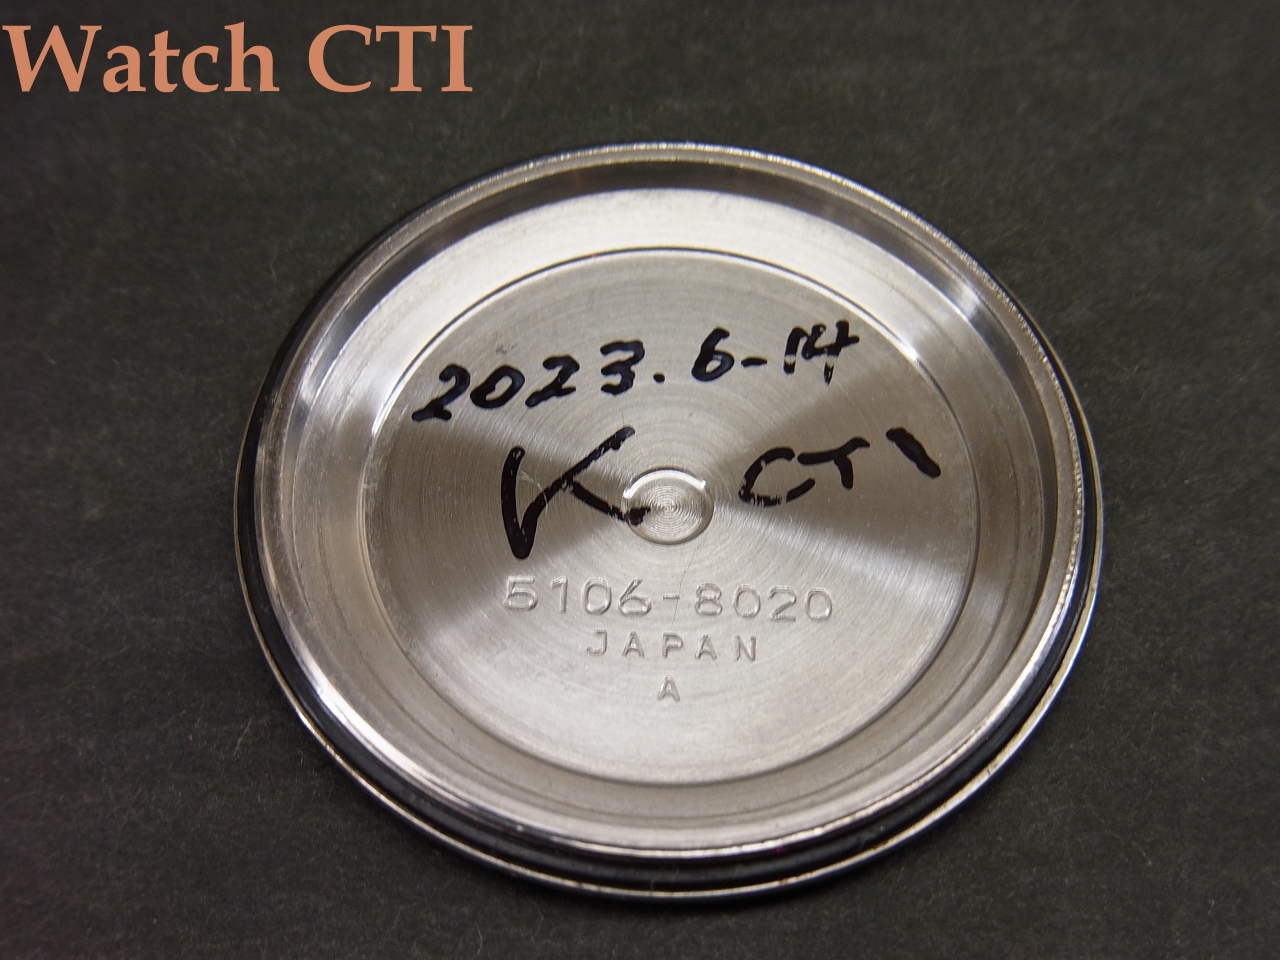 Watch CTI
2023.6-14
K CTI
5106-8020
JAPAN
A